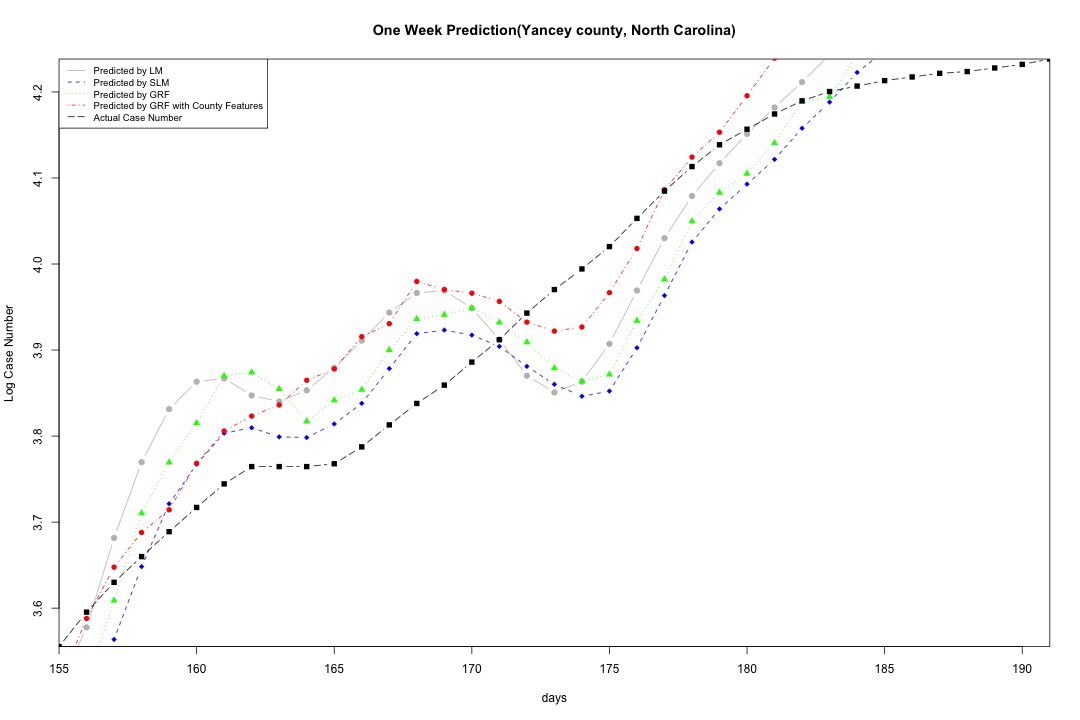 One Week Prediction(Yancey county, North Carolina)
Predicted by LM
Predicted by SLM
Predicted by GRF
Predicted by GRF with County Features
Actual Case Number
Log Case Number
4.2
4.1
4.0
3.9
3.8
3.7
3.6
155 160 165 170 175 180 185 190
days